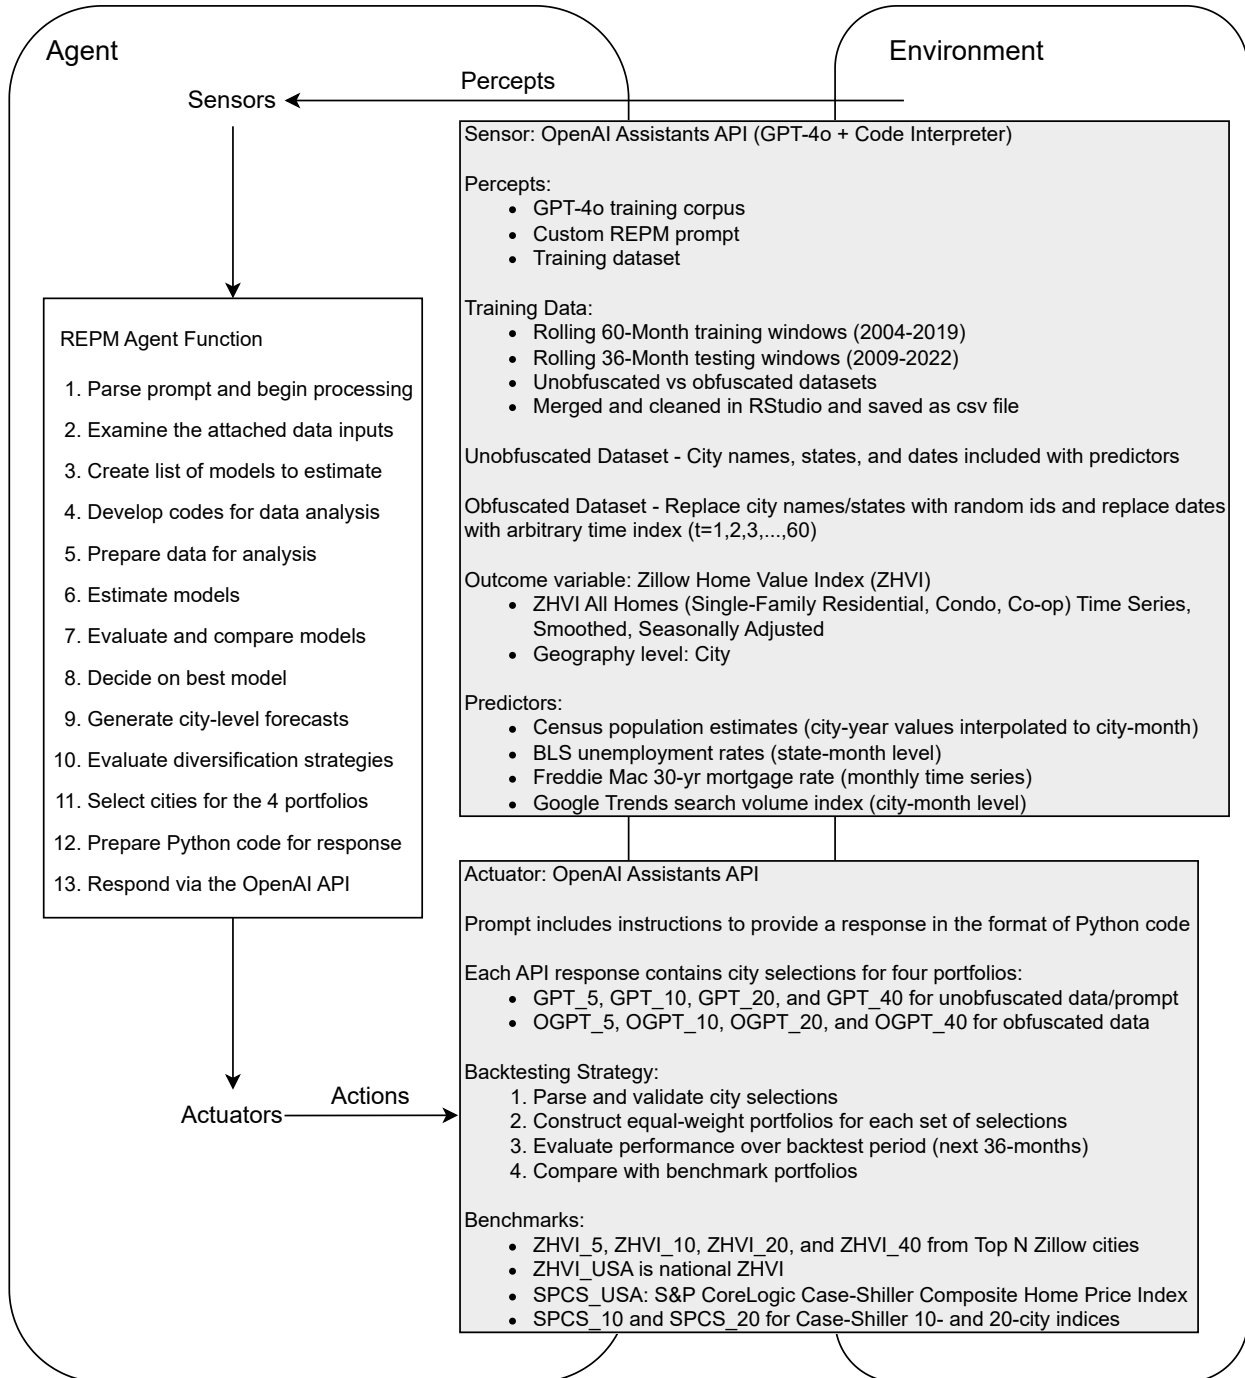 Agent
Environment
Percepts
Sensors
Sensor: OpenAI Assistants API (GPT-4o + Code Interpreter)
Percepts:
• GPT-4o training corpus
• Custom REPM prompt
• Training dataset
Training Data:
• Rolling 60-Month training windows (2004-2019)
• Rolling 36-Month testing windows (2009-2022)
• Unobfuscated vs obfuscated datasets
• Merged and cleaned in RStudio and saved as csv file
Unobfuscated Dataset - City names, states, and dates included with predictors
Obfuscated Dataset - Replace city names/states with random ids and replace dates
with arbitrary time index (t=1,2,3,...,60)
Outcome variable: Zillow Home Value Index (ZHVI)
• ZHVI All Homes (Single-Family Residential, Condo, Co-op) Time Series,
Smoothed, Seasonally Adjusted
• Geography level: City
Predictors:
• Census population estimates (city-year values interpolated to city-month)
• BLS unemployment rates (state-month level)
• Freddie Mac 30-yr mortgage rate (monthly time series)
• Google Trends search volume index (city-month level)
REPM Agent Function
1. Parse prompt and begin processing
2. Examine the attached data inputs
3. Create list of models to estimate
4. Develop codes for data analysis
5. Prepare data for analysis
6. Estimate models
7. Evaluate and compare models
8. Decide on best model
9. Generate city-level forecasts
10. Evaluate diversification strategies
11. Select cities for the 4 portfolios
12. Prepare Python code for response
13. Respond via the OpenAI API
Actuators
Actions
Actuator: OpenAI Assistants API
Prompt includes instructions to provide a response in the format of Python code
Each API response contains city selections for four portfolios:
• GPT_5, GPT_10, GPT_20, and GPT_40 for unobfuscated data/prompt
• OGPT_5, OGPT_10, OGPT_20, and OGPT_40 for obfuscated data
Backtesting Strategy:
1. Parse and validate city selections
2. Construct equal-weight portfolios for each set of selections
3. Evaluate performance over backtest period (next 36-months)
4. Compare with benchmark portfolios
Benchmarks:
• ZHVI_5, ZHVI_10, ZHVI_20, and ZHVI_40 from Top N Zillow cities
• ZHVI_USA is national ZHVI
• SPCS_USA: S&P CoreLogic Case-Shiller Composite Home Price Index
• SPCS_10 and SPCS_20 for Case-Shiller 10- and 20-city indices